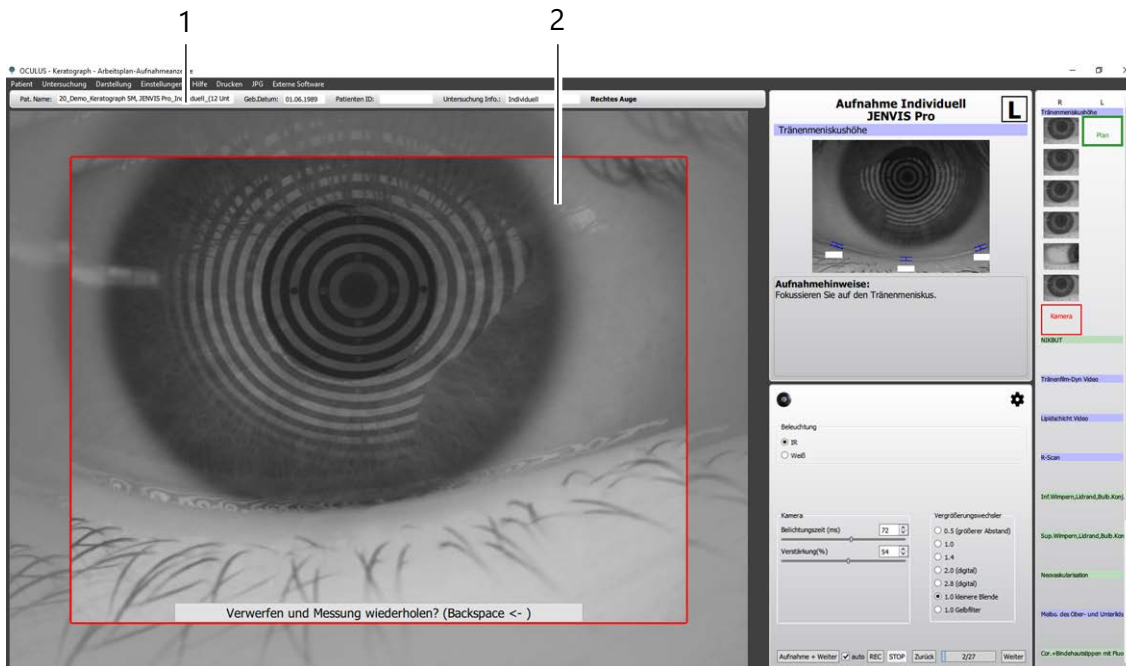 1
2
OCULUS - Keratograph - Arbeitsplan-Aufnahmeanze
Patient Untersuchung Darstellung Einstellungen Hilfe Drucken JPG Externe Software
Pat. Name: 20_Demo_Keratograph 5M, JENVIS Pro_Ind iduell_(12 Unt Geb.Datum: 01.06.1989 Patienten ID: Untersuchung Info.: Individuell Rechtes Auge
Verwerfen und Messung wiederholen? (Backspace <- )
Aufnahme Individuell
JENVIS Pro
L
Tränenmeniskushöhe
Aufnahmehinweise:
Fokussieren Sie auf den Tränenmeniskus.
Beleuchtung
IR
Weiß
Kamera
Belichtungszeit (ms) 72
Verstärkung(%) 54
Vergrößerungswechsler
0.5 (größerer Abstand)
1.0
1.4
2.0 (digital)
2.8 (digital)
1.0 kleinere Blende
1.0 Gelbfilter
Aufnahme + Weiter auto REC STOP Zurück 2/27 Weiter
R L
Tränenmeniskushöhe
Plan
Kamera
NIKBUT
Tränenfilm-Dyn Video
Lipidschicht Video
R-Scan
Inf.Wimpern,Lidrand,Bulb.Konj.
Sup.Wimpern,Lidrand,Bulb.Kon
Neovaskularisation
Meibo. des Ober- und Unterlids
Cor.+Bindehautstippen mit Fluo